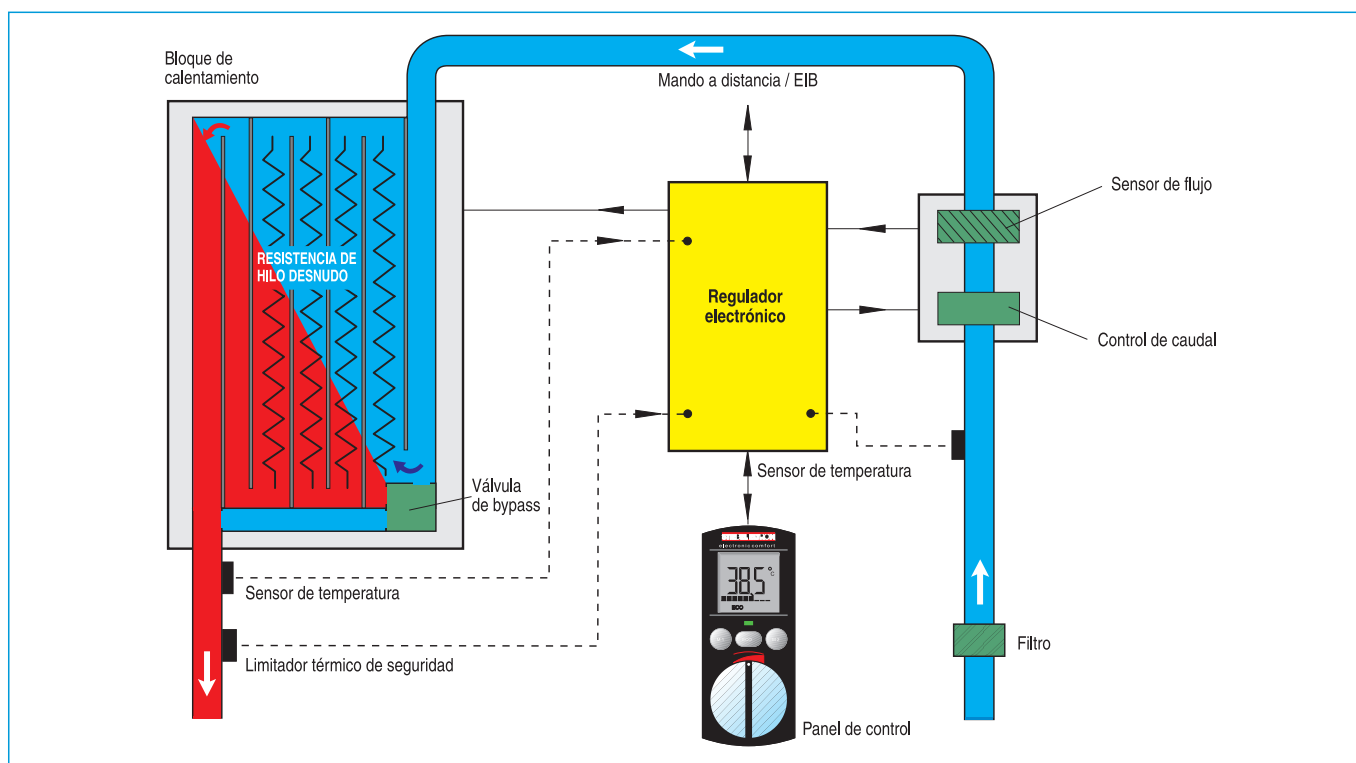 Bloque de
calentamiento
Mando a distancia / EIB
Sensor de flujo
RESISTENCIA DE
HILO DESNUDO
Regulador
electrónico
Control de caudal
Sensor de temperatura
Válvula
de bypass
electronic comfort
38,5 °C
ECO
Sensor de temperatura
Limitador térmico de seguridad
Filtro
Panel de control